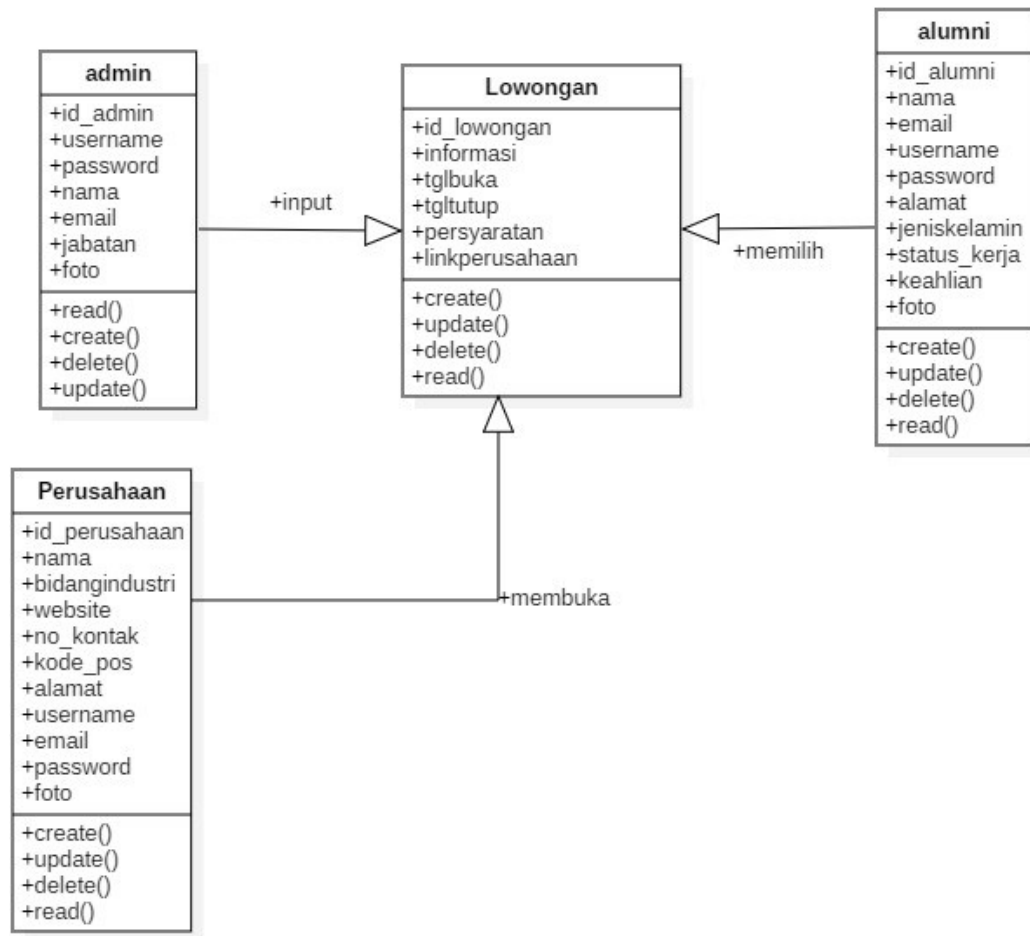 admin
+id_admin
+username
+password
+nama
+email
+jabatan
+foto
+read()
+create()
+delete()
+update()
+input
Lowongan
+id_lowongan
+informasi
+tglbuka
+tgltutup
+persyaratan
+linkperusahaan
+create()
+update()
+delete()
+read()
+memilih
alumni
+id_alumni
+nama
+email
+username
+password
+alamat
+jeniskelamin
+status_kerja
+keahlian
+foto
+create()
+update()
+delete()
+read()
Perusahaan
+id_perusahaan
+nama
+bidangindustri
+website
+no_kontak
+kode_pos
+alamat
+username
+email
+password
+foto
+create()
+update()
+delete()
+read()
+membuka